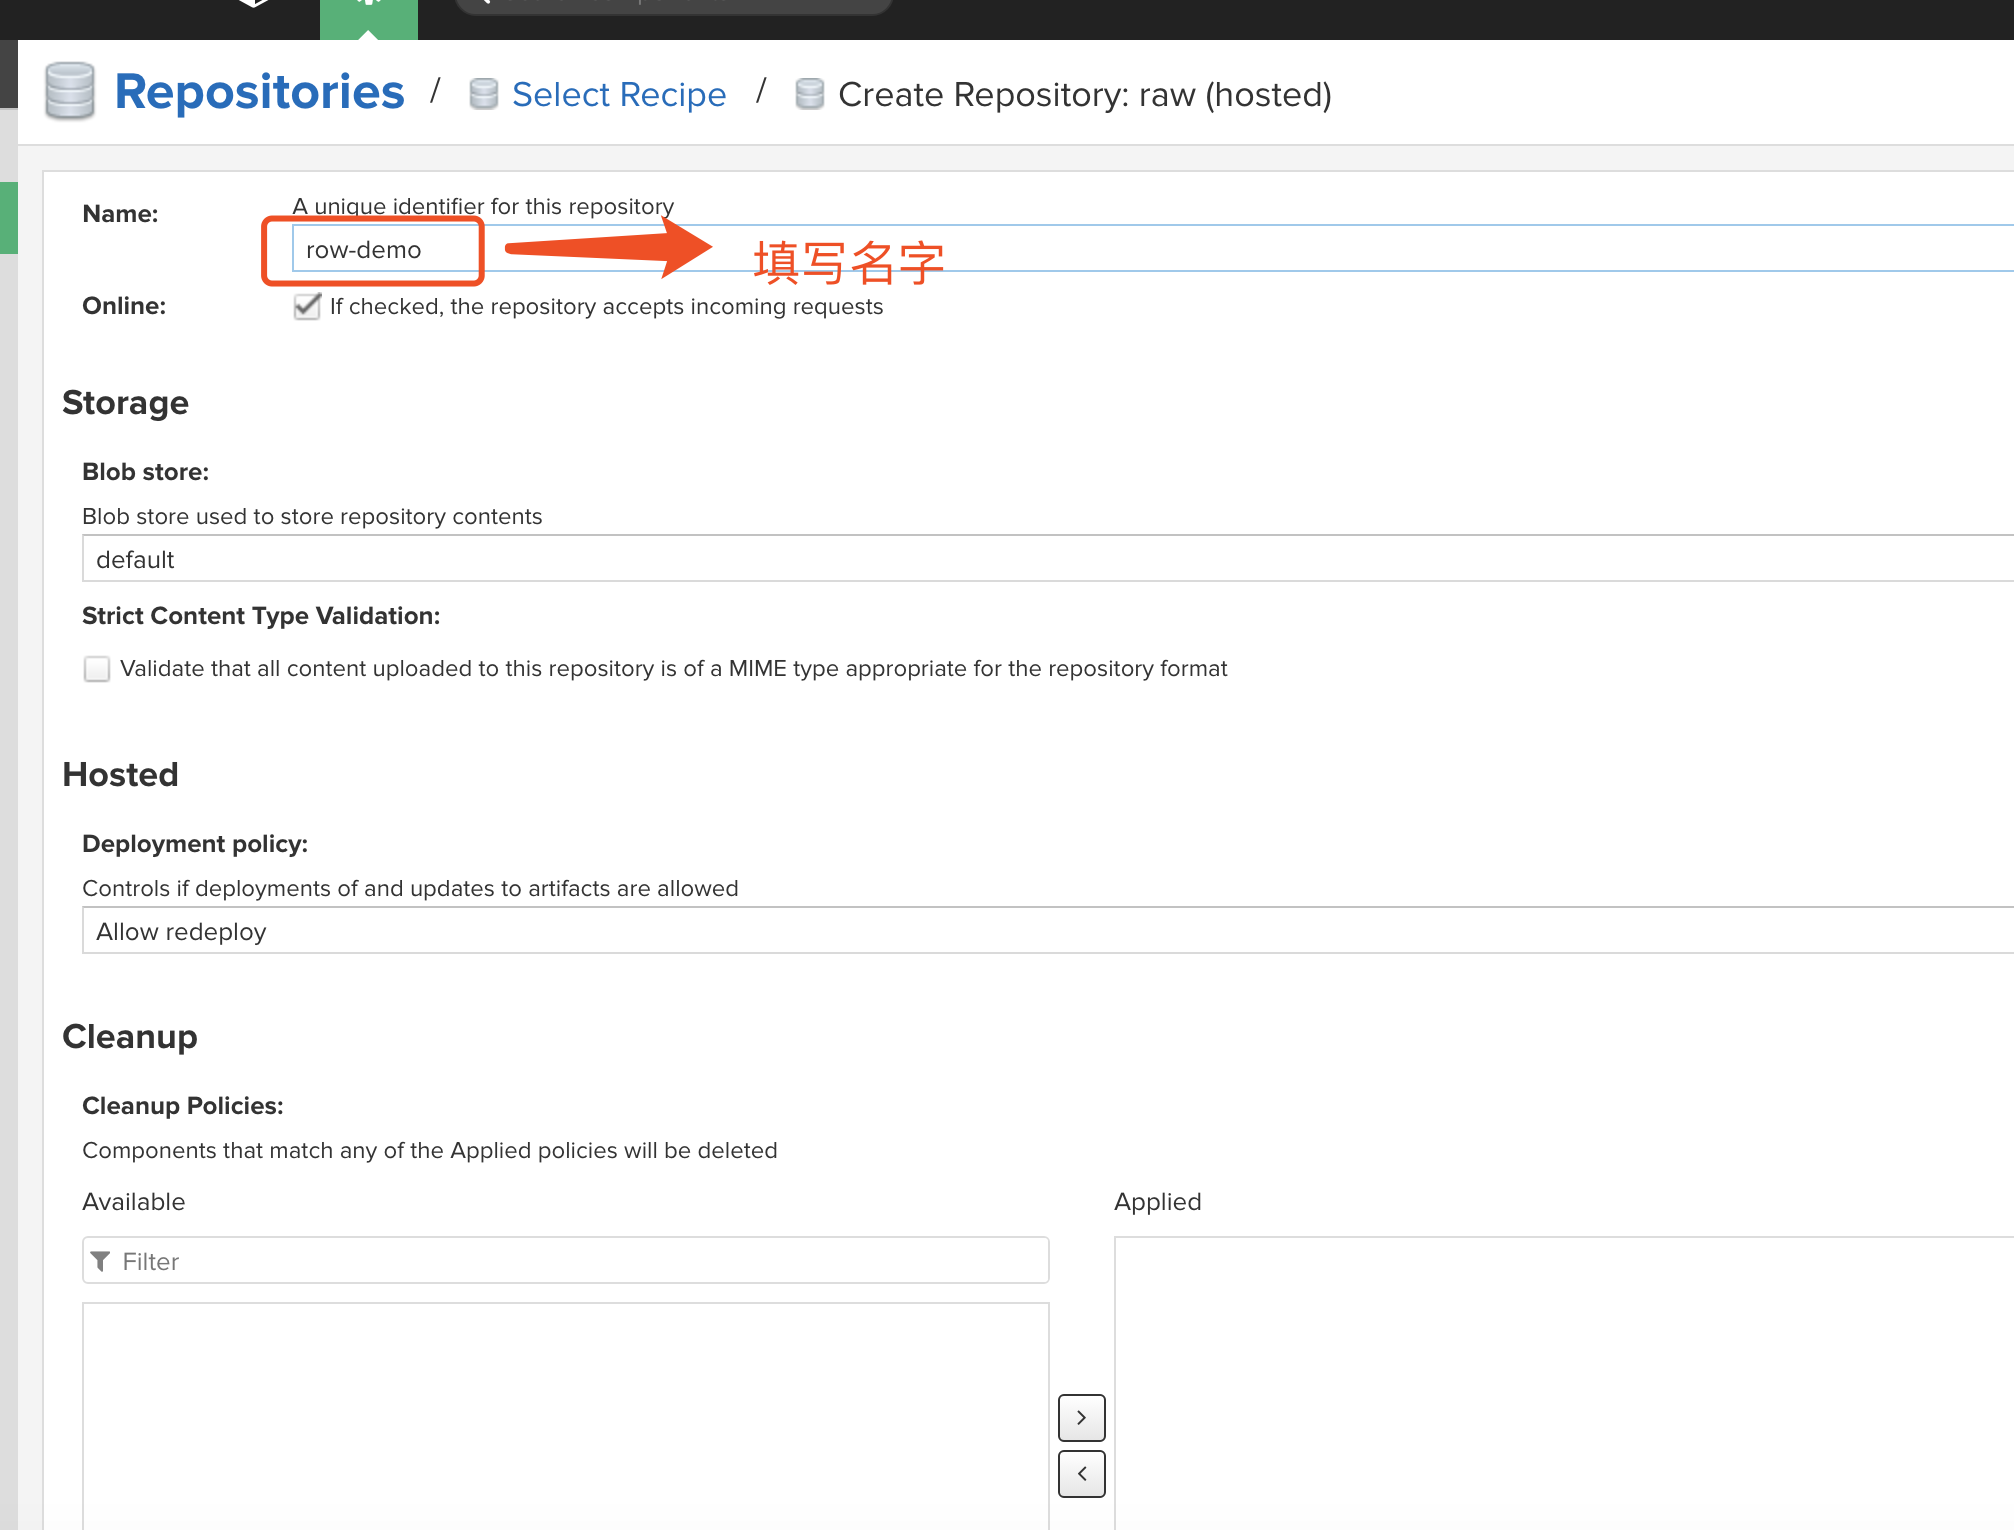 Repositories / Select Recipe / Create Repository: raw (hosted)
Name:
A unique identifier for this repository
row-demo
填写名字
Online:
If checked, the repository accepts incoming requests
Storage
Blob store:
Blob store used to store repository contents
default
Strict Content Type Validation:
Validate that all content uploaded to this repository is of a MIME type appropriate for the repository format
Hosted
Deployment policy:
Controls if deployments of and updates to artifacts are allowed
Allow redeploy
Cleanup
Cleanup Policies:
Components that match any of the Applied policies will be deleted
Available
Applied
Filter